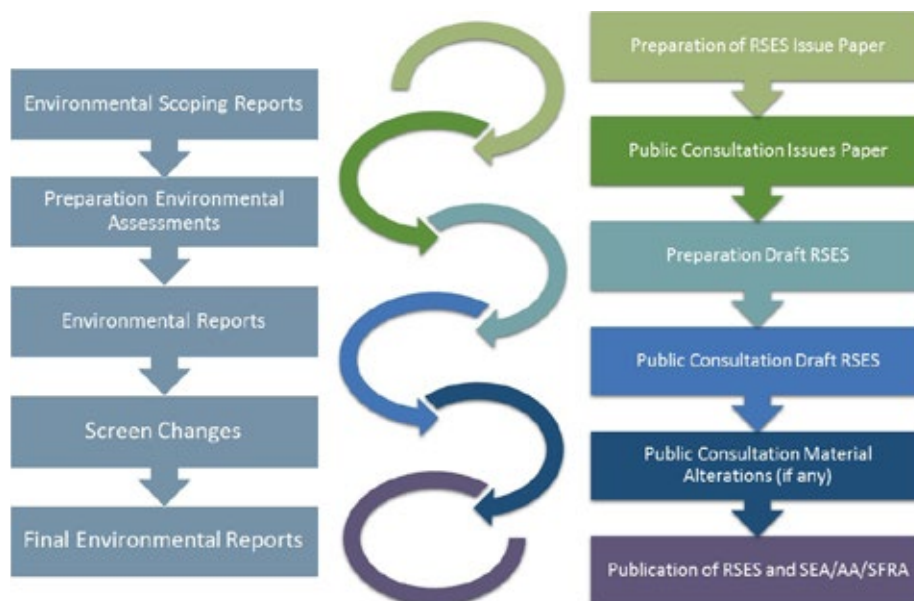 Environmental Scoping Reports
Preparation Environmental
Assessments
Environmental Reports
Screen Changes
Final Environmental Reports
Preparation of RSES Issue Paper
Public Consultation Issues Paper
Preparation Draft RSES
Public Consultation Draft RSES
Public Consultation Material
Alterations (if any)
Publication of RSES and SEA/AA/SFRA